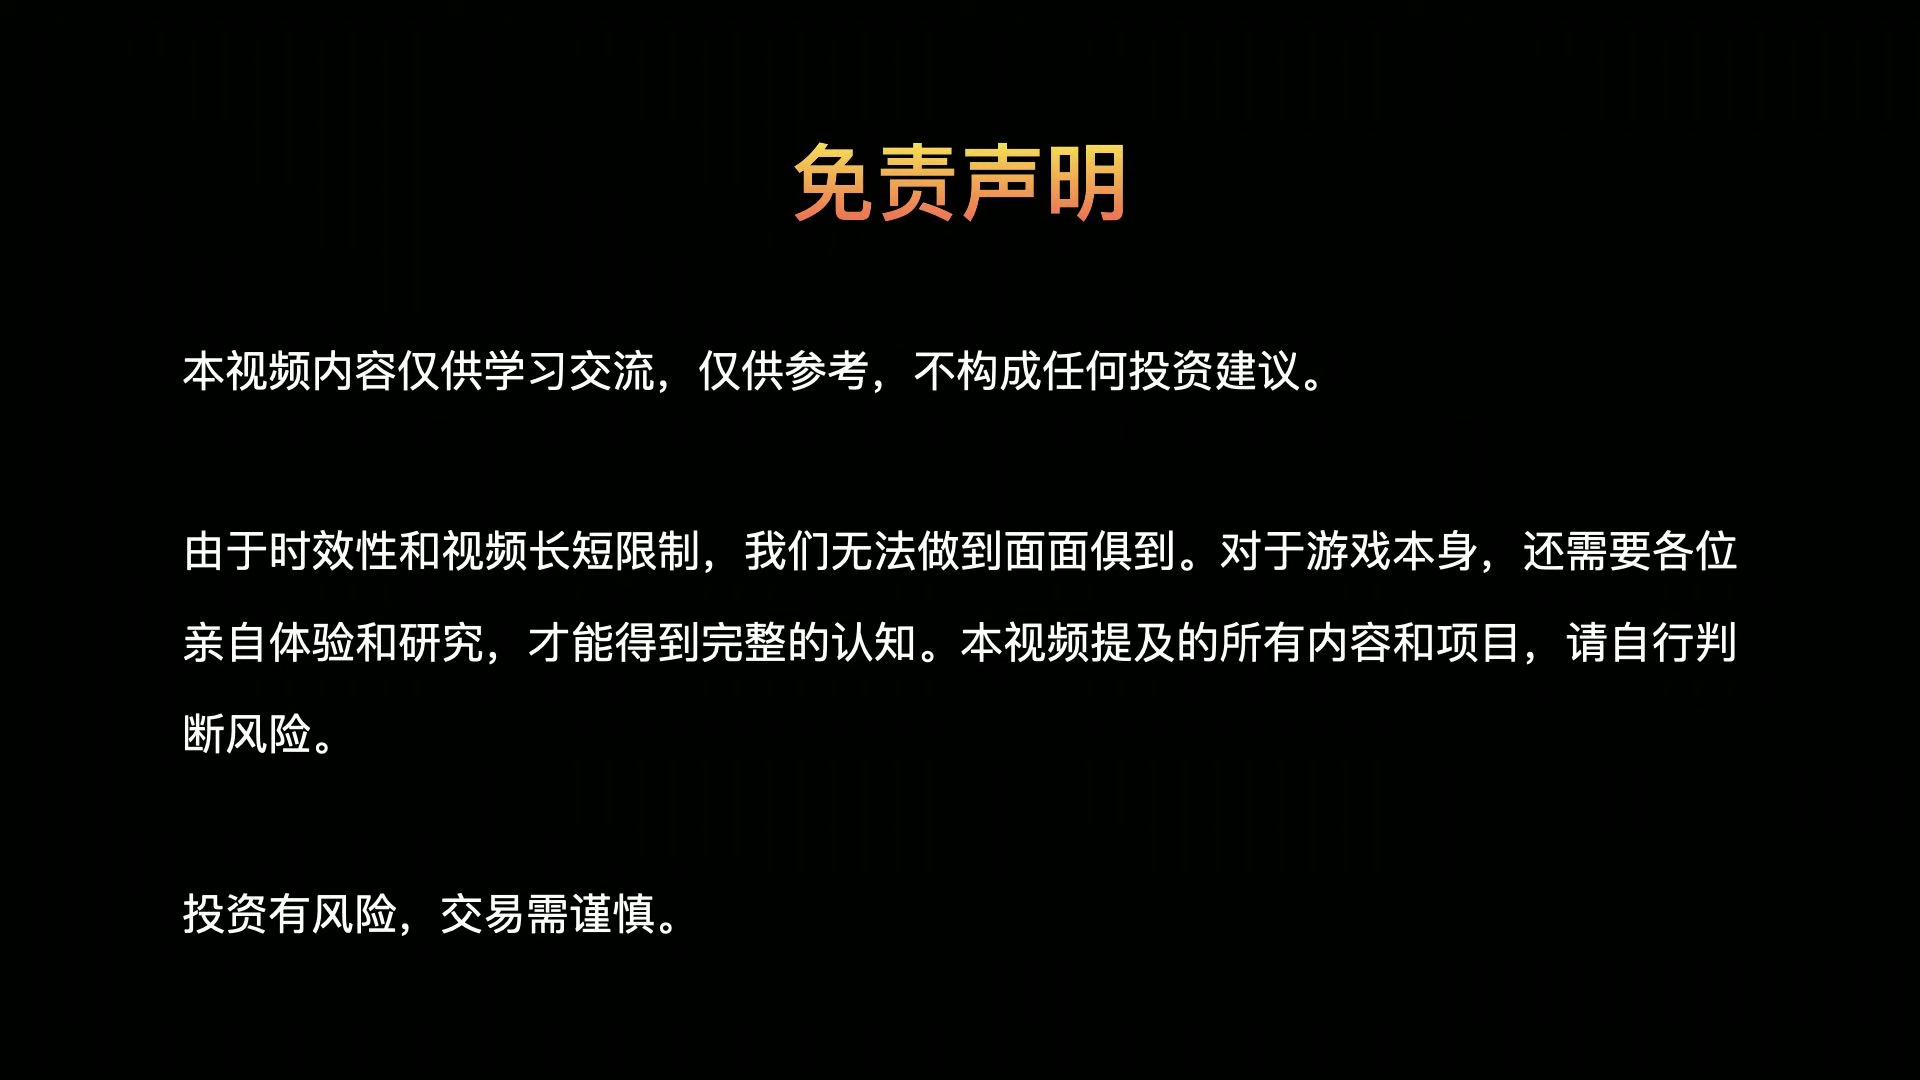 免责声明
本视频内容仅供学习交流，仅供参考，不构成任何投资建议。
由于时效性和视频长短限制，我们无法做到面面俱到。对于游戏本身，还需要各位
亲自体验和研究，才能得到完整的认知。本视频提及的所有内容和项目，请自行判
断风险。
投资有风险，交易需谨慎。